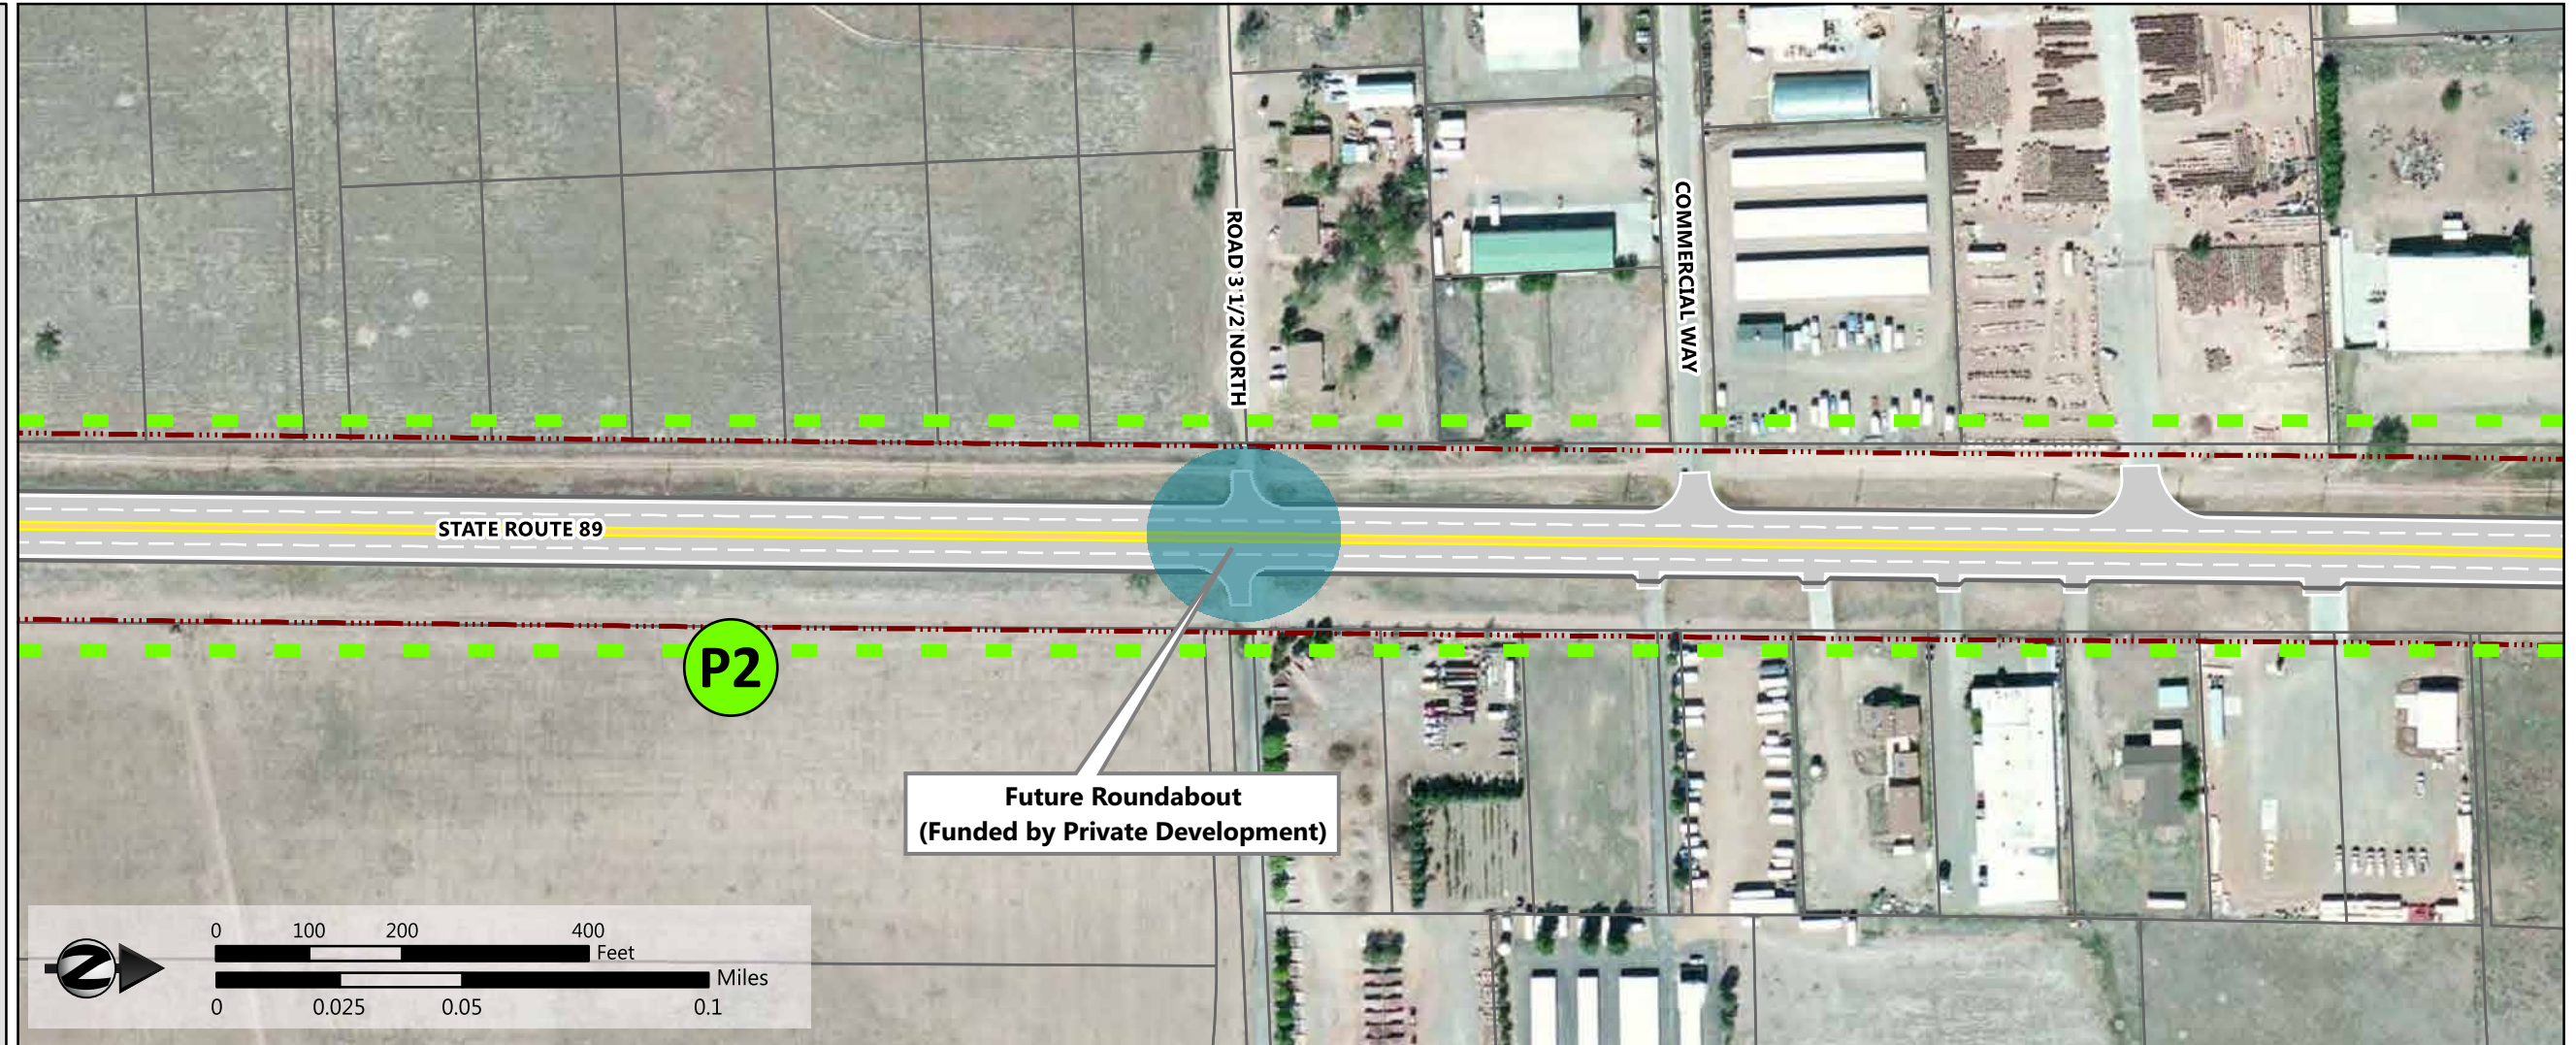 ROAD 3 1/2 NORTH
COMMERCIAL WAY
STATE ROUTE 89
P2
Future Roundabout
(Funded by Private Development)
0 100 200 400
Feet
Miles
0 0.025 0.05 0.1
N